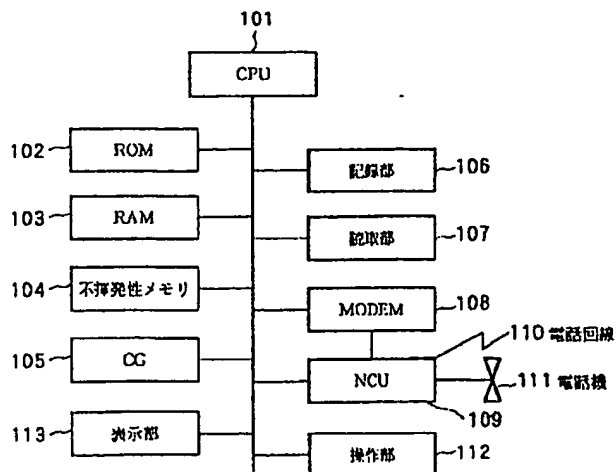 101
CPU
102
ROM
106
記録部
103
RAM
107
読取部
104
不揮発性メモリ
108
MODEM
110 電話回線
105
CG
NCU
111 電話機
109
113
表示部
112
操作部